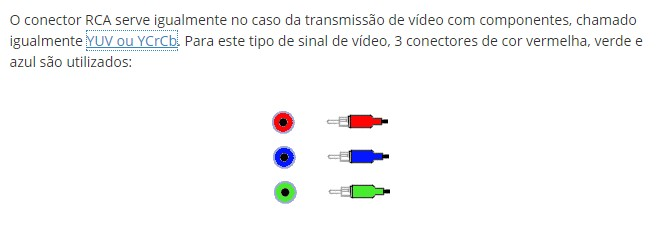 O conector RCA serve igualmente no caso da transmissão de vídeo com componentes, chamado
igualmente YUV ou YCrCb. Para este tipo de sinal de vídeo, 3 conectores de cor vermelha, verde e
azul são utilizados: